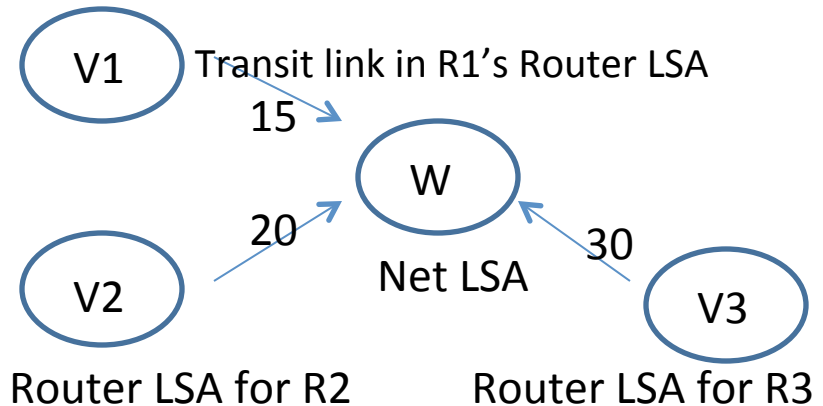 V1 Transit link in R1’s Router LSA
15
W
20
30
Net LSA
V2
V3
Router LSA for R2
Router LSA for R3